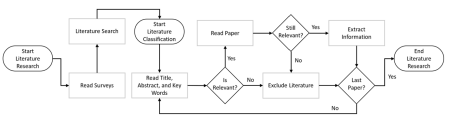 Start
Literature
Research
Read Surveys
Literature Search
Start
Literature
Classification
Read Title,
Abstract, and Key
Words
Is
Relevant?
Yes
No
Read Paper
Still
Relevant?
Yes
No
Extract
Information
Exclude Literature
Last
Paper?
Yes
No
End
Literature
Research